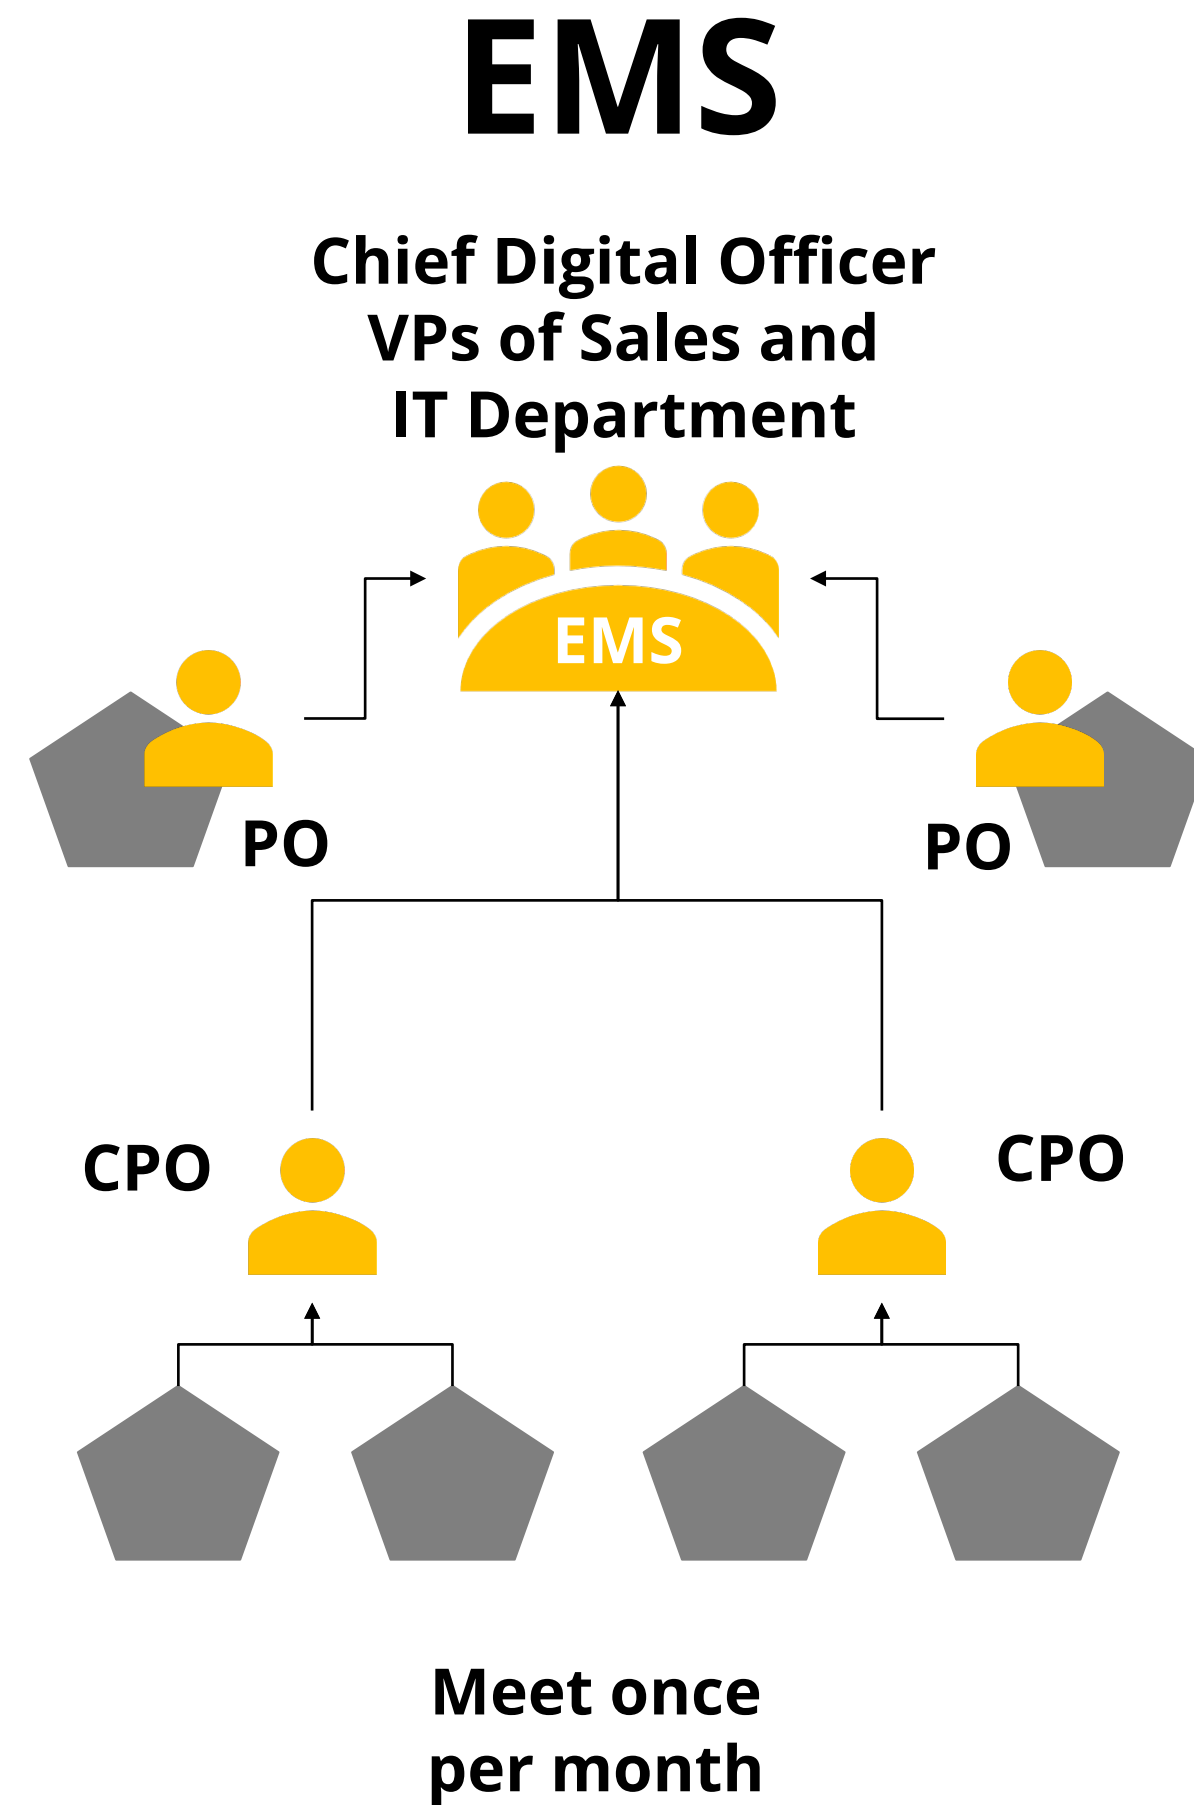 EMS
Chief Digital Officer
VPs of Sales and
IT Department
EMS
PO
PO
CPO
CPO
Meet once
per month